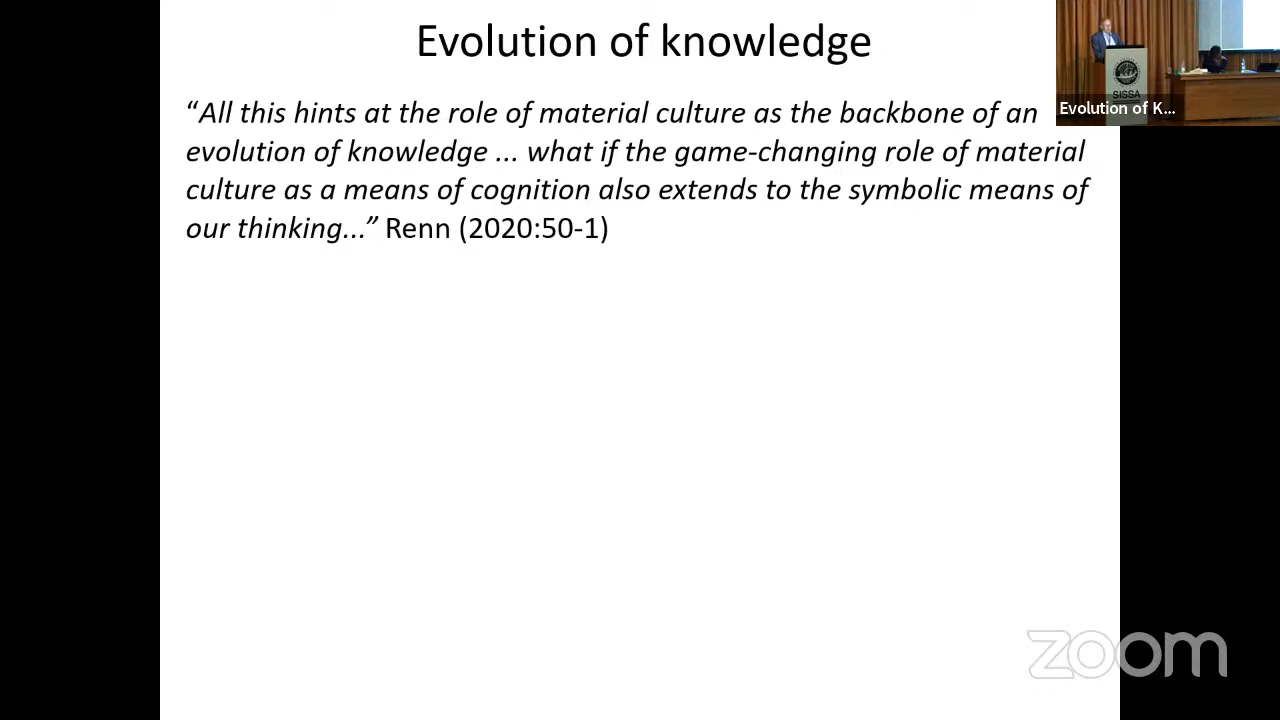 Evolution of knowledge
“All this hints at the role of material culture as the backbone of an
evolution of knowledge ... what if the game-changing role of material
culture as a means of cognition also extends to the symbolic means of
our thinking...” Renn (2020:50-1)
SISSA
Evolution of K...
zoom